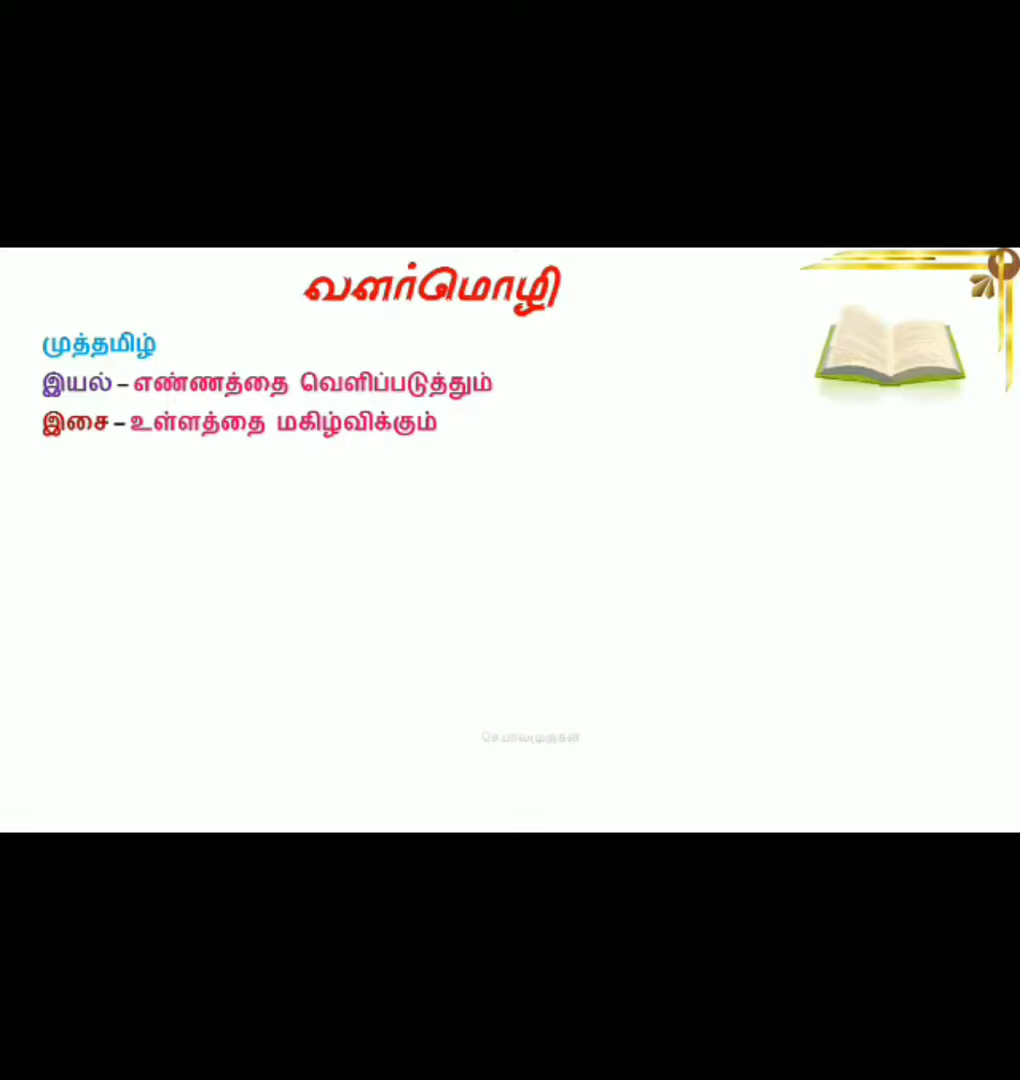 வளர்மொழி
முத்தமிழ்
இயல் – எண்ணத்தை வெளிப்படுத்தும்
இசை – உள்ளத்தை மகிழ்விக்கும்